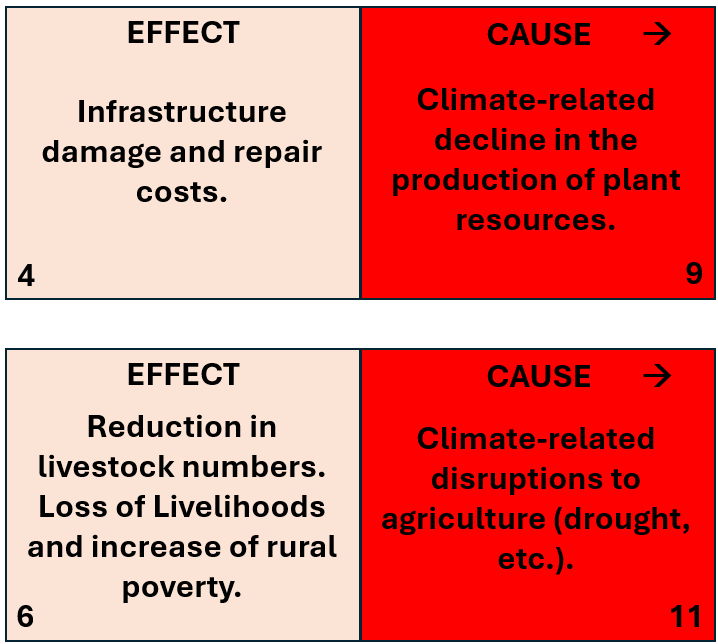 EFFECT
Infrastructure
damage and repair
costs.
4
CAUSE →
Climate-related
decline in the
production of plant
resources.
9
EFFECT
Reduction in
livestock numbers.
Loss of Livelihoods
and increase of rural
poverty.
6
CAUSE →
Climate-related
disruptions to
agriculture (drought,
etc.).
11